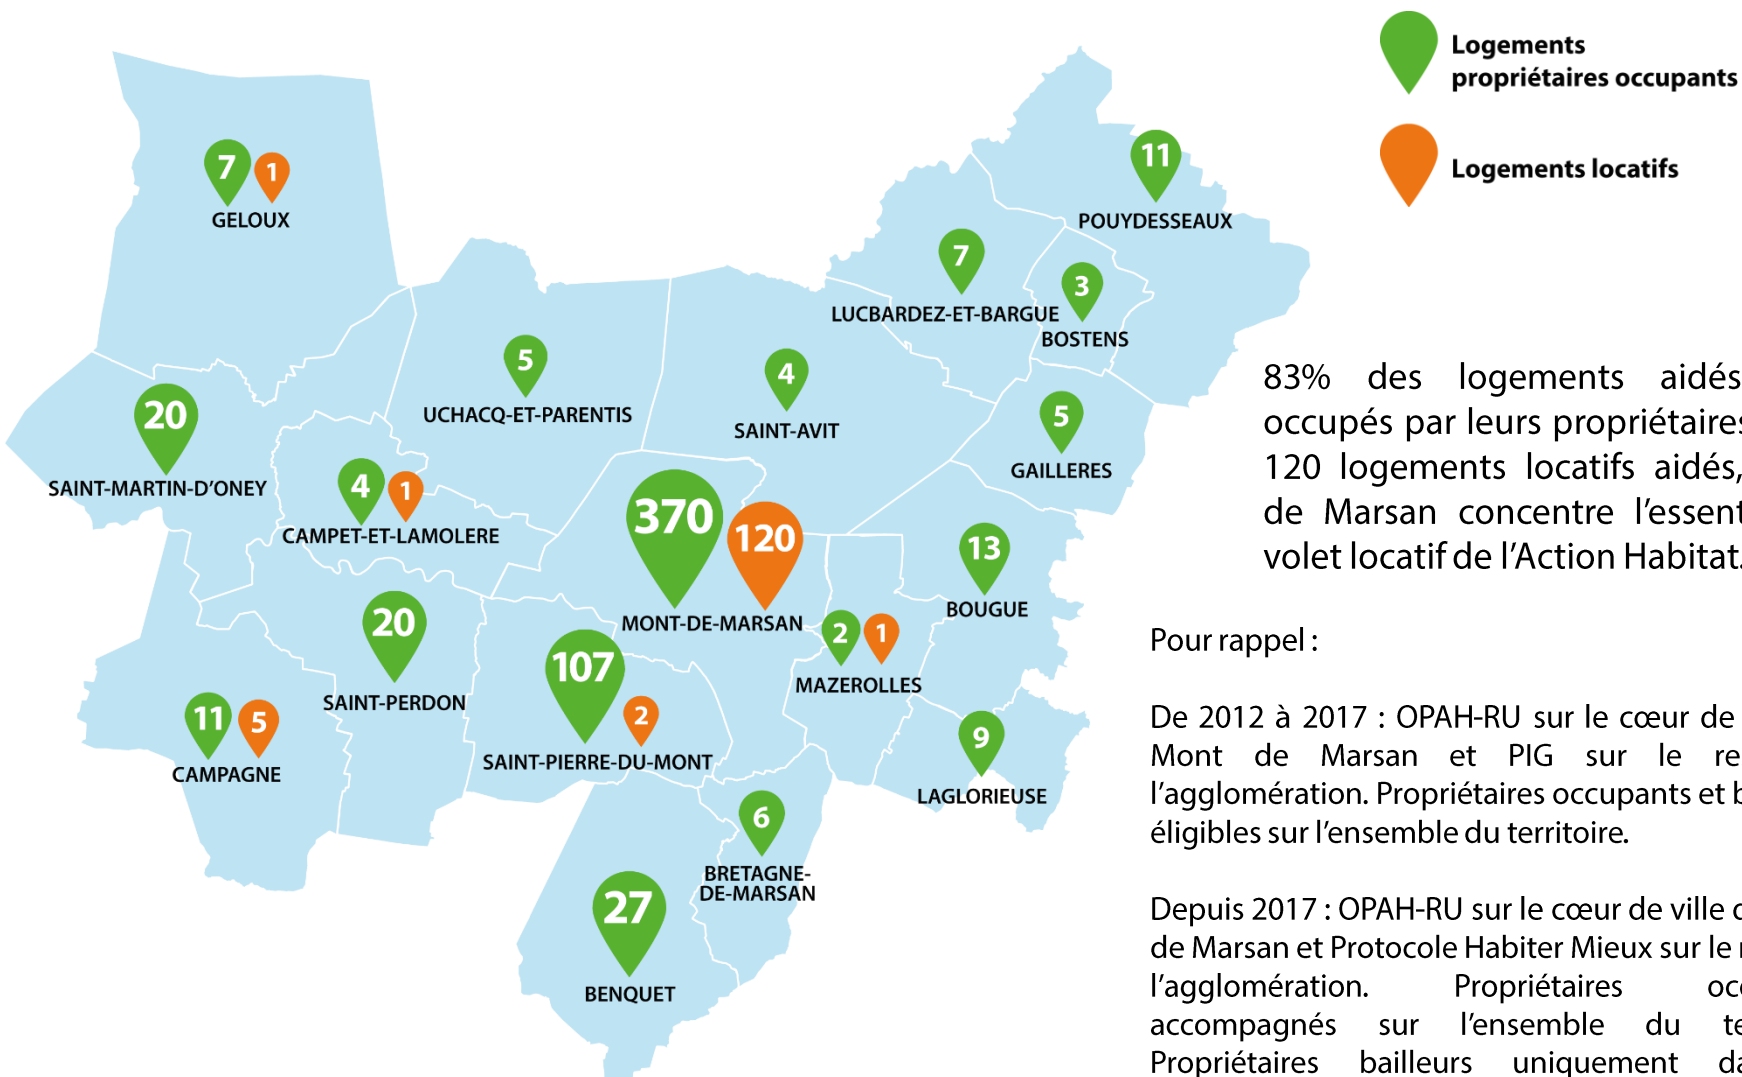 Logements
propriétaires occupants
Logements locatifs
7 1
GELOUX
11
POUYDESSEAUX
7
LUCBARDEZ-ET-BARGUE
3
BOSTENS
5
UCHACQ-ET-PARENTIS
4
SAINT-AVIT
5
GAILLERES
20
SAINT-MARTIN-D'ONEY
4 1
CAMPET-ET-LAMOLERE
370 120
MONT-DE-MARSAN
13
BOUGUE
2 1
MAZEROLLES
20
SAINT-PERDON
107 2
SAINT-PIERRE-DU-MONT
11 5
CAMPAGNE
9
LAGLORIEUSE
6
BRETAGNE-
DE-MARSAN
27
BENQUET
83% des logements aidés
occupés par leurs propriétaires
120 logements locatifs aidés,
de Marsan concentre l'essent
volet locatif de l'Action Habitat.
Pour rappel :
De 2012 à 2017 : OPAH-RU sur le cœur de
Mont de Marsan et PIG sur le re
l'agglomération. Propriétaires occupants et
éligibles sur l'ensemble du territoire.
Depuis 2017 : OPAH-RU sur le cœur de ville
de Marsan et Protocole Habiter Mieux sur le
l'agglomération. Propriétaires occ
accompagnés sur l'ensemble du te
Propriétaires bailleurs uniquement da